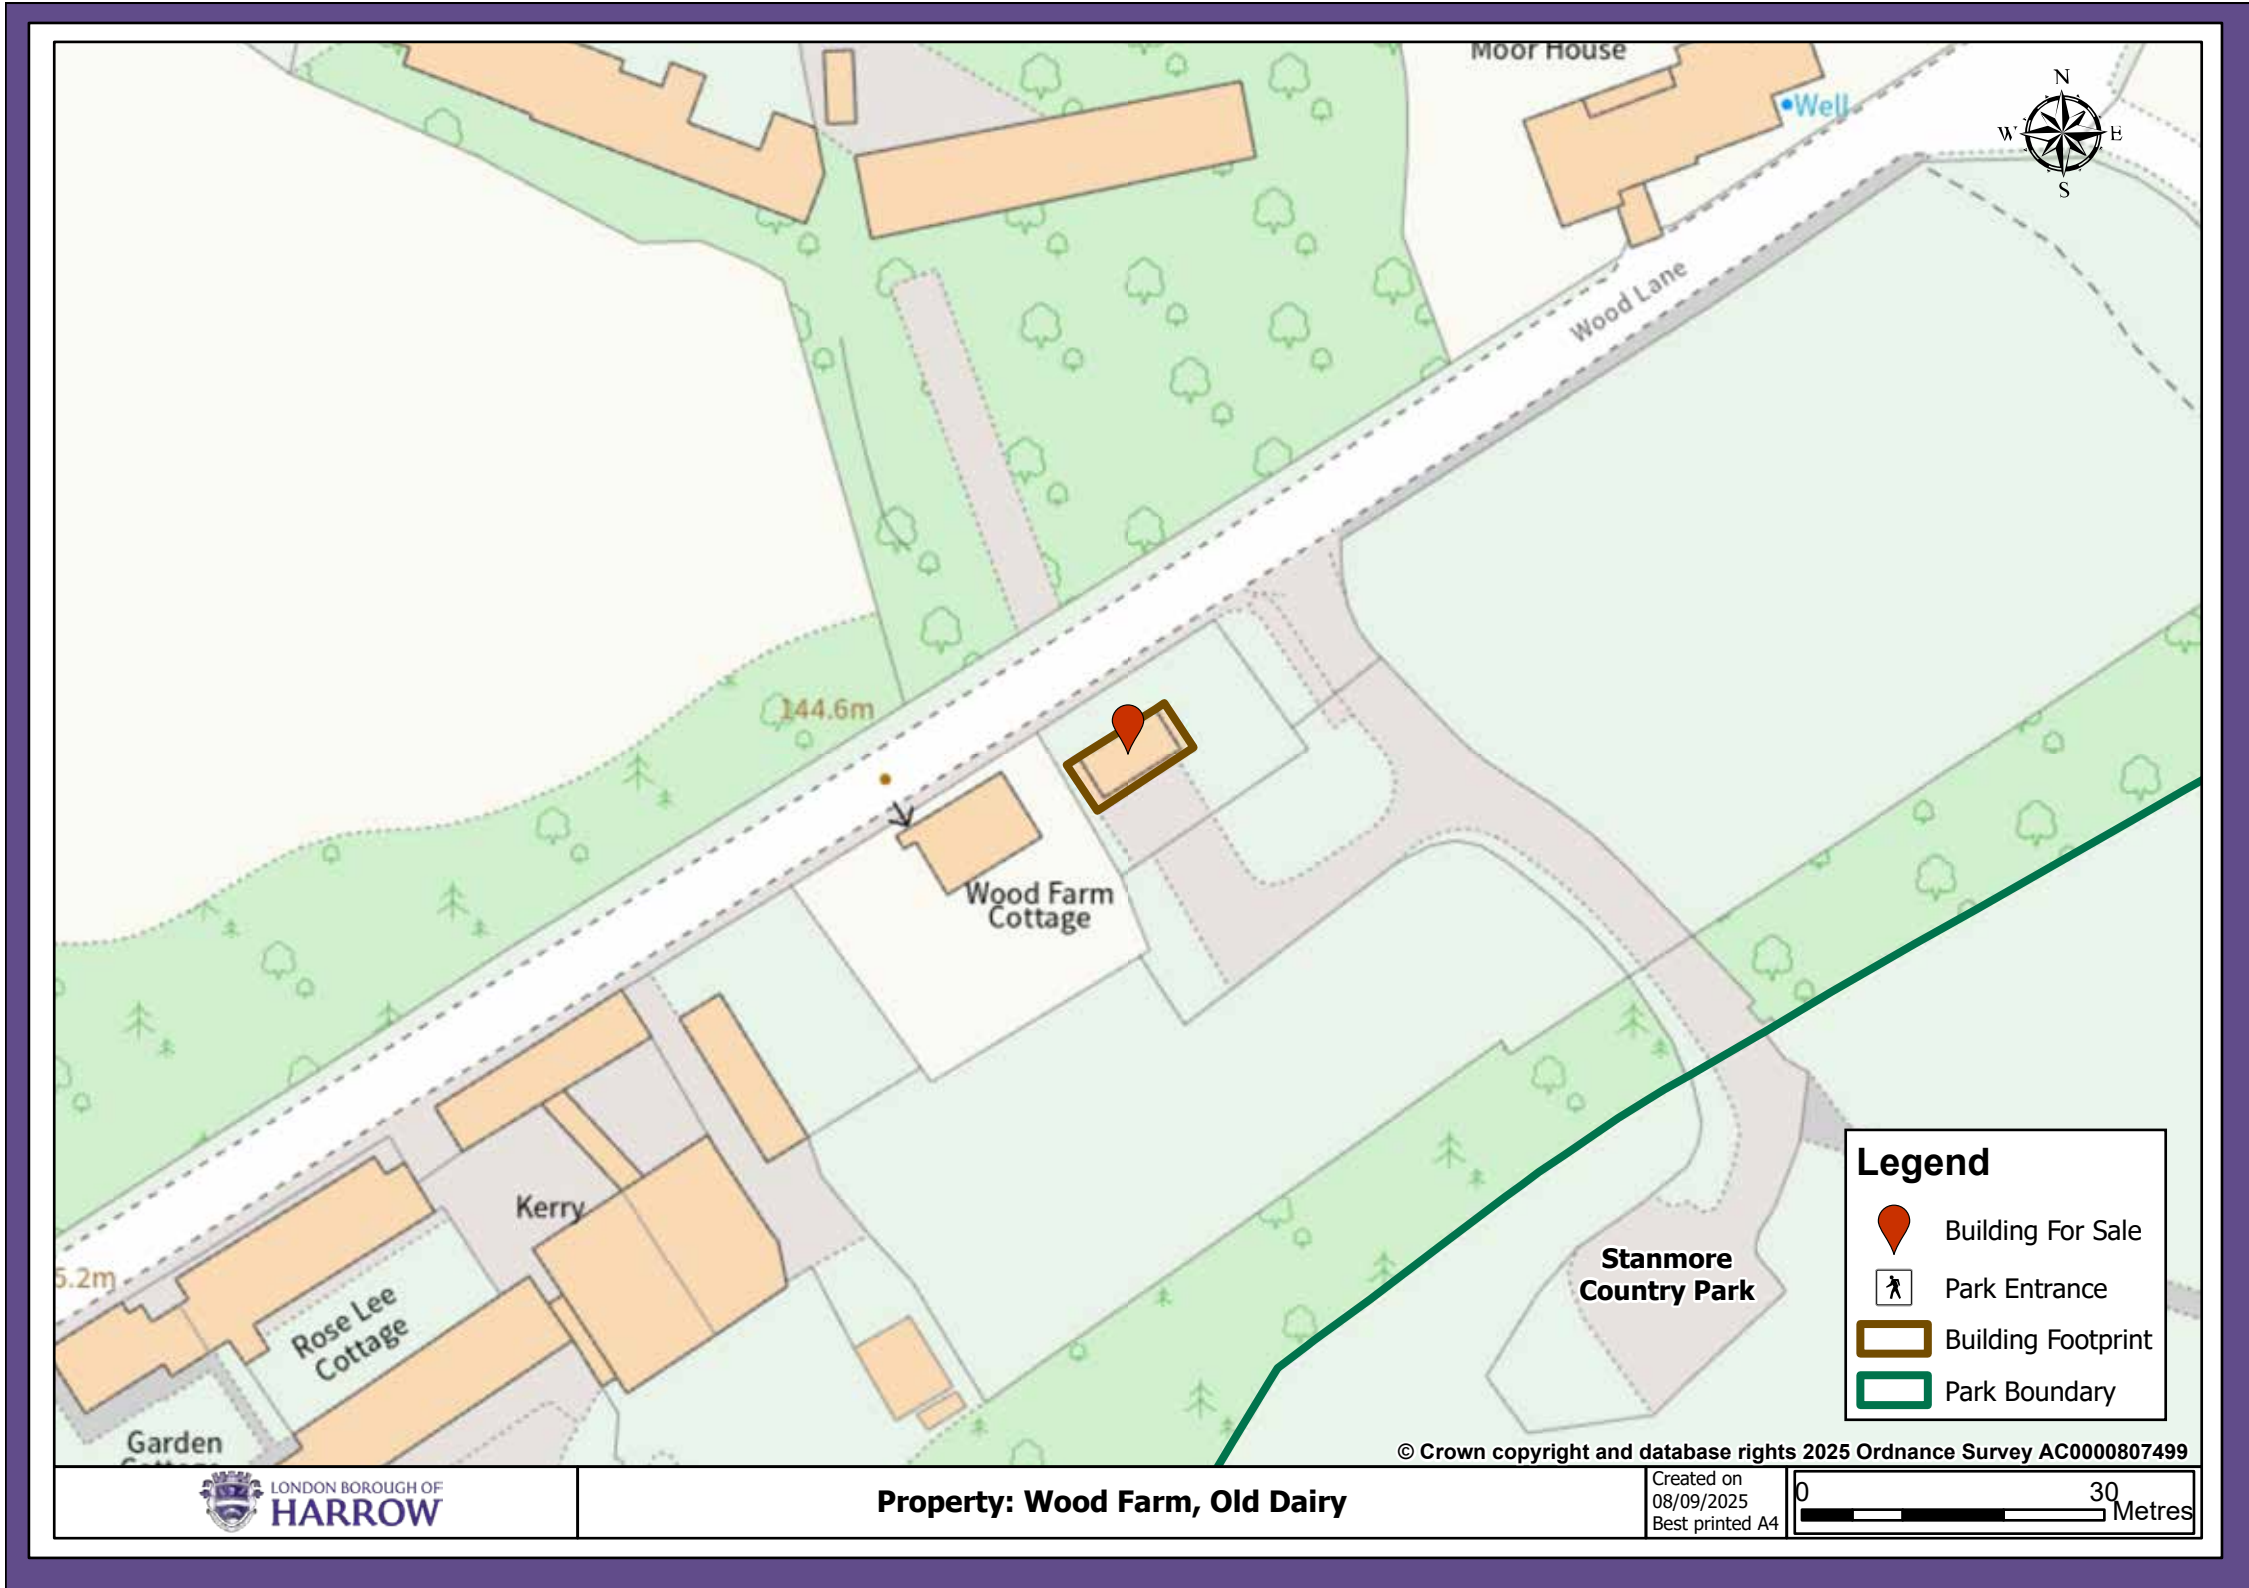 Moor House
Well
N
W
E
S
Wood Lane
144.6m
Wood Farm
Cottage
Kerry
5.2m
Rose Lee
Cottage
Garden
Stanmore
Country Park
Legend
Building For Sale
Park Entrance
Building Footprint
Park Boundary
© Crown copyright and database rights 2025 Ordnance Survey AC0000807499
LONDON BOROUGH OF
HARROW
Property: Wood Farm, Old Dairy
Created on
08/09/2025
Best printed A4
0 30
Metres